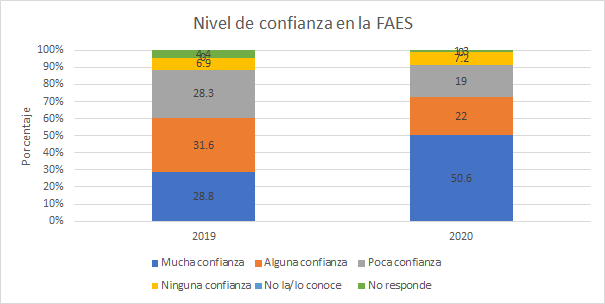 Nivel de confianza en la FAES
100%
90%
80%
70%
60%
50%
40%
30%
20%
10%
0%
Porcentaje
4.4
6.9
28.3
31.6
28.8
1.3
7.2
19
22
50.6
2019
2020
Mucha confianza
Alguna confianza
Poca confianza
Ninguna confianza
No la/lo conoce
No responde